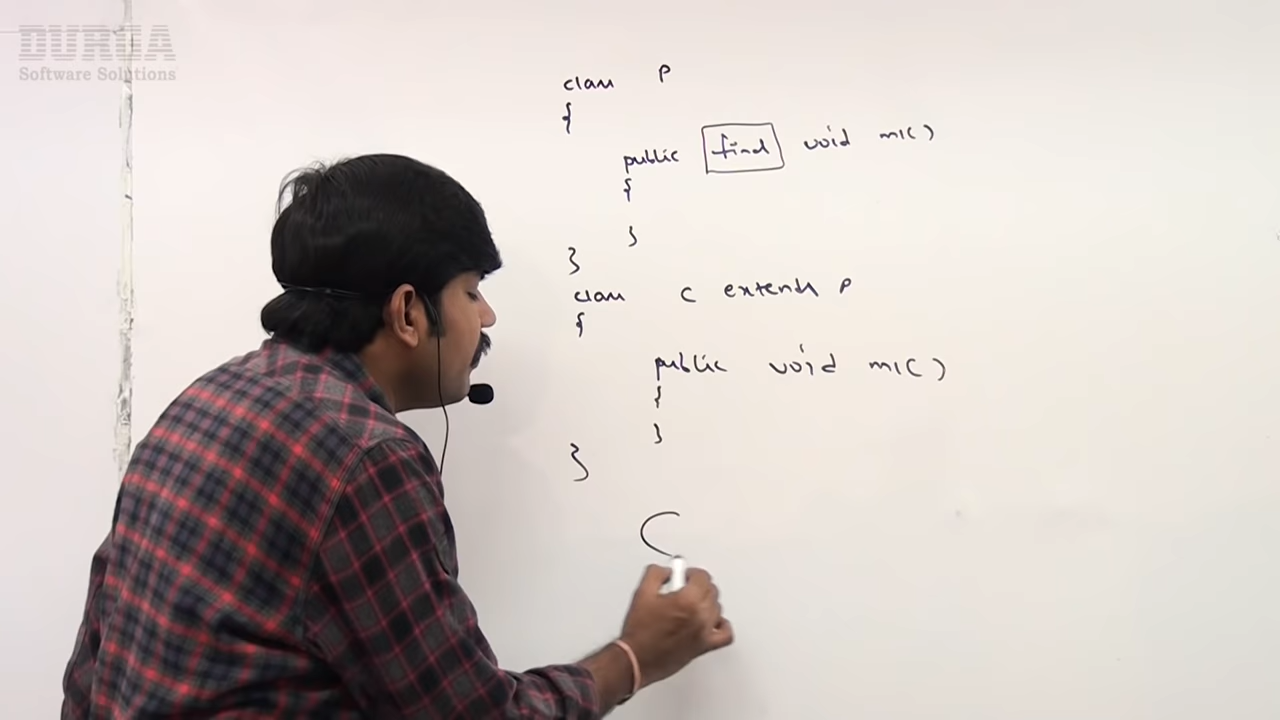 DURGA
Software Solutions
class P
{
public final void m1()
{
}
}
class C extends P
{
public void m1()
{
}
}
C